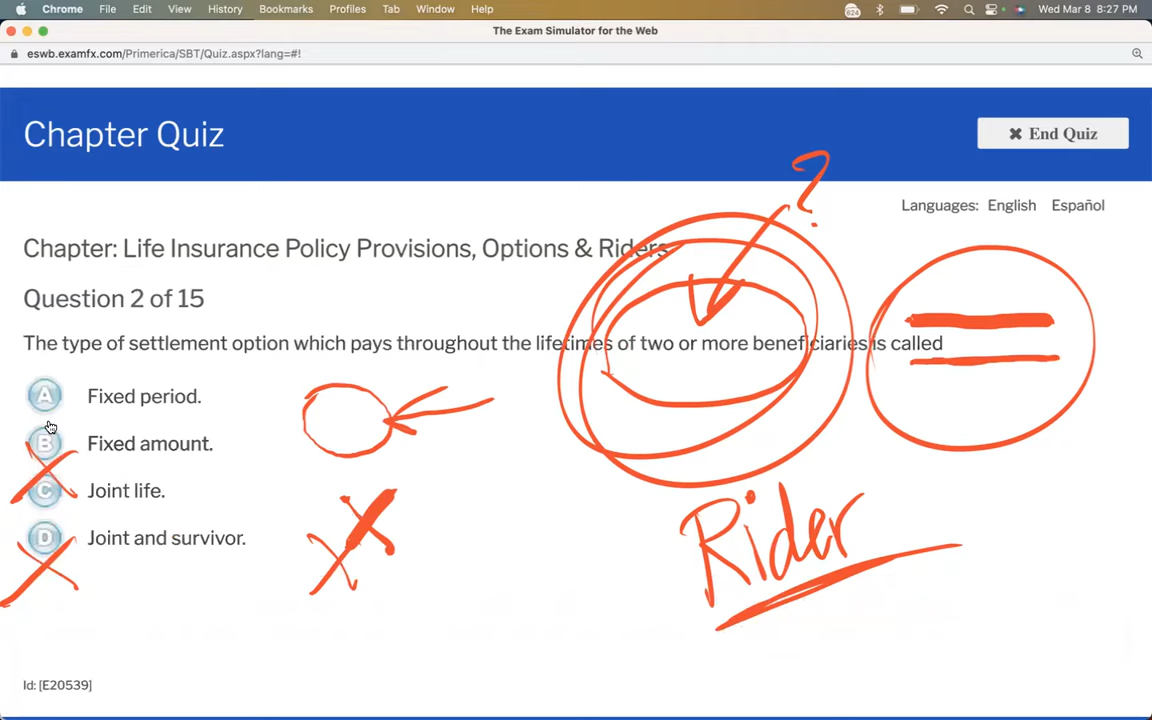 Chrome File Edit View History Bookmarks Profiles Tab Window Help 624 Wed Mar 8 8:27 PM
The Exam Simulator for the Web
eswb.examfx.com/Primerica/SBT/Quiz.aspx?lang=#!
Chapter Quiz
✖ End Quiz
Languages: English Español
Chapter: Life Insurance Policy Provisions, Options & Riders
Question 2 of 15
?
The type of settlement option which pays throughout the lifetimes of two or more beneficiaries is called
A Fixed period.
B Fixed amount.
C Joint life.
D Joint and survivor.
Rider
Id: [E20539]